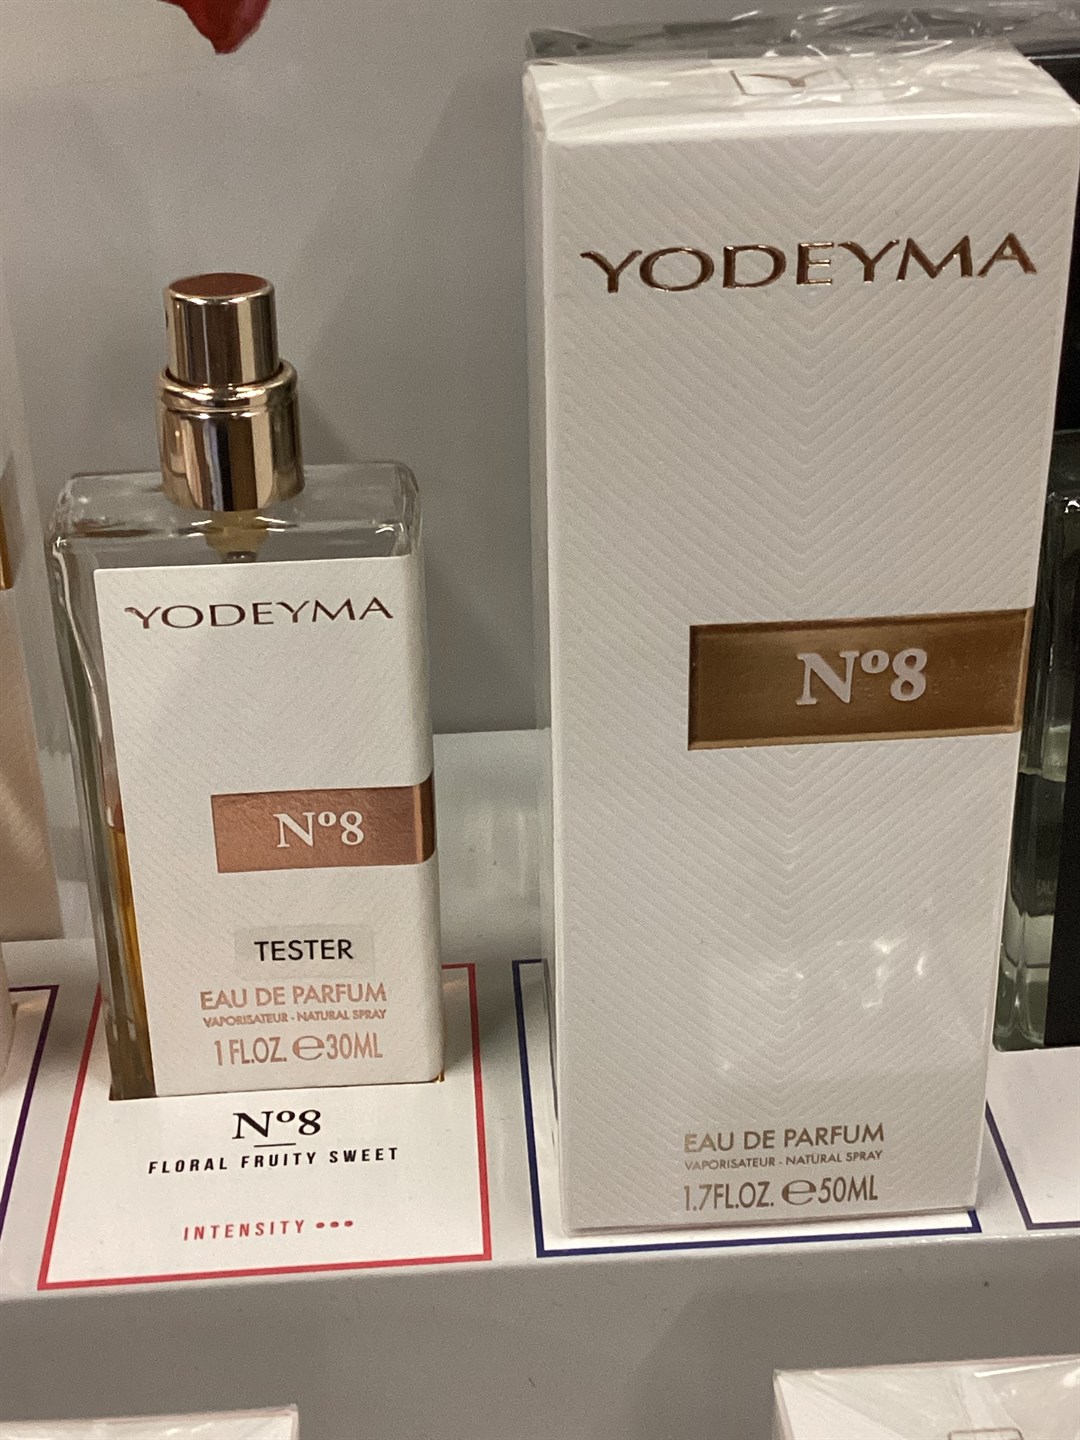 YODEYMA
Nº8
TESTER
EAU DE PARFUM
VAPORISATEUR - NATURAL SPRAY
1 FL.OZ. ℮30ML
Nº8
FLORAL FRUITY SWEET
INTENSITY •••
YODEYMA
Nº8
EAU DE PARFUM
VAPORISATEUR - NATURAL SPRAY
1.7FL.OZ. ℮50ML